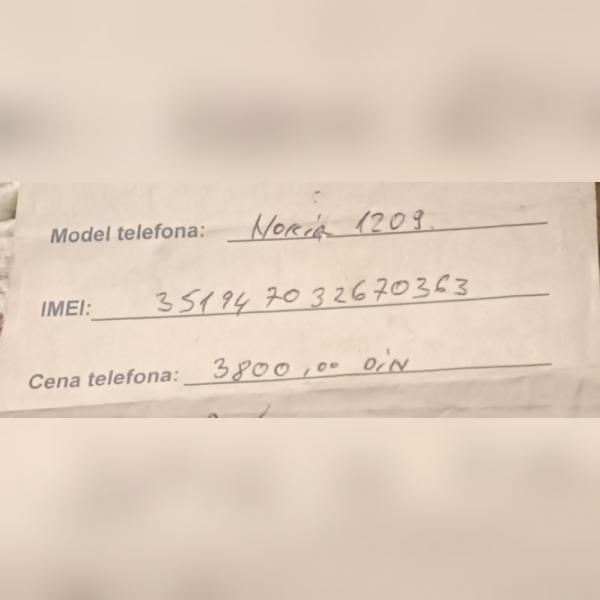 Model telefona: Nokia 1209.
IMEI: 351947032670363
Cena telefona: 3800,00 DiN